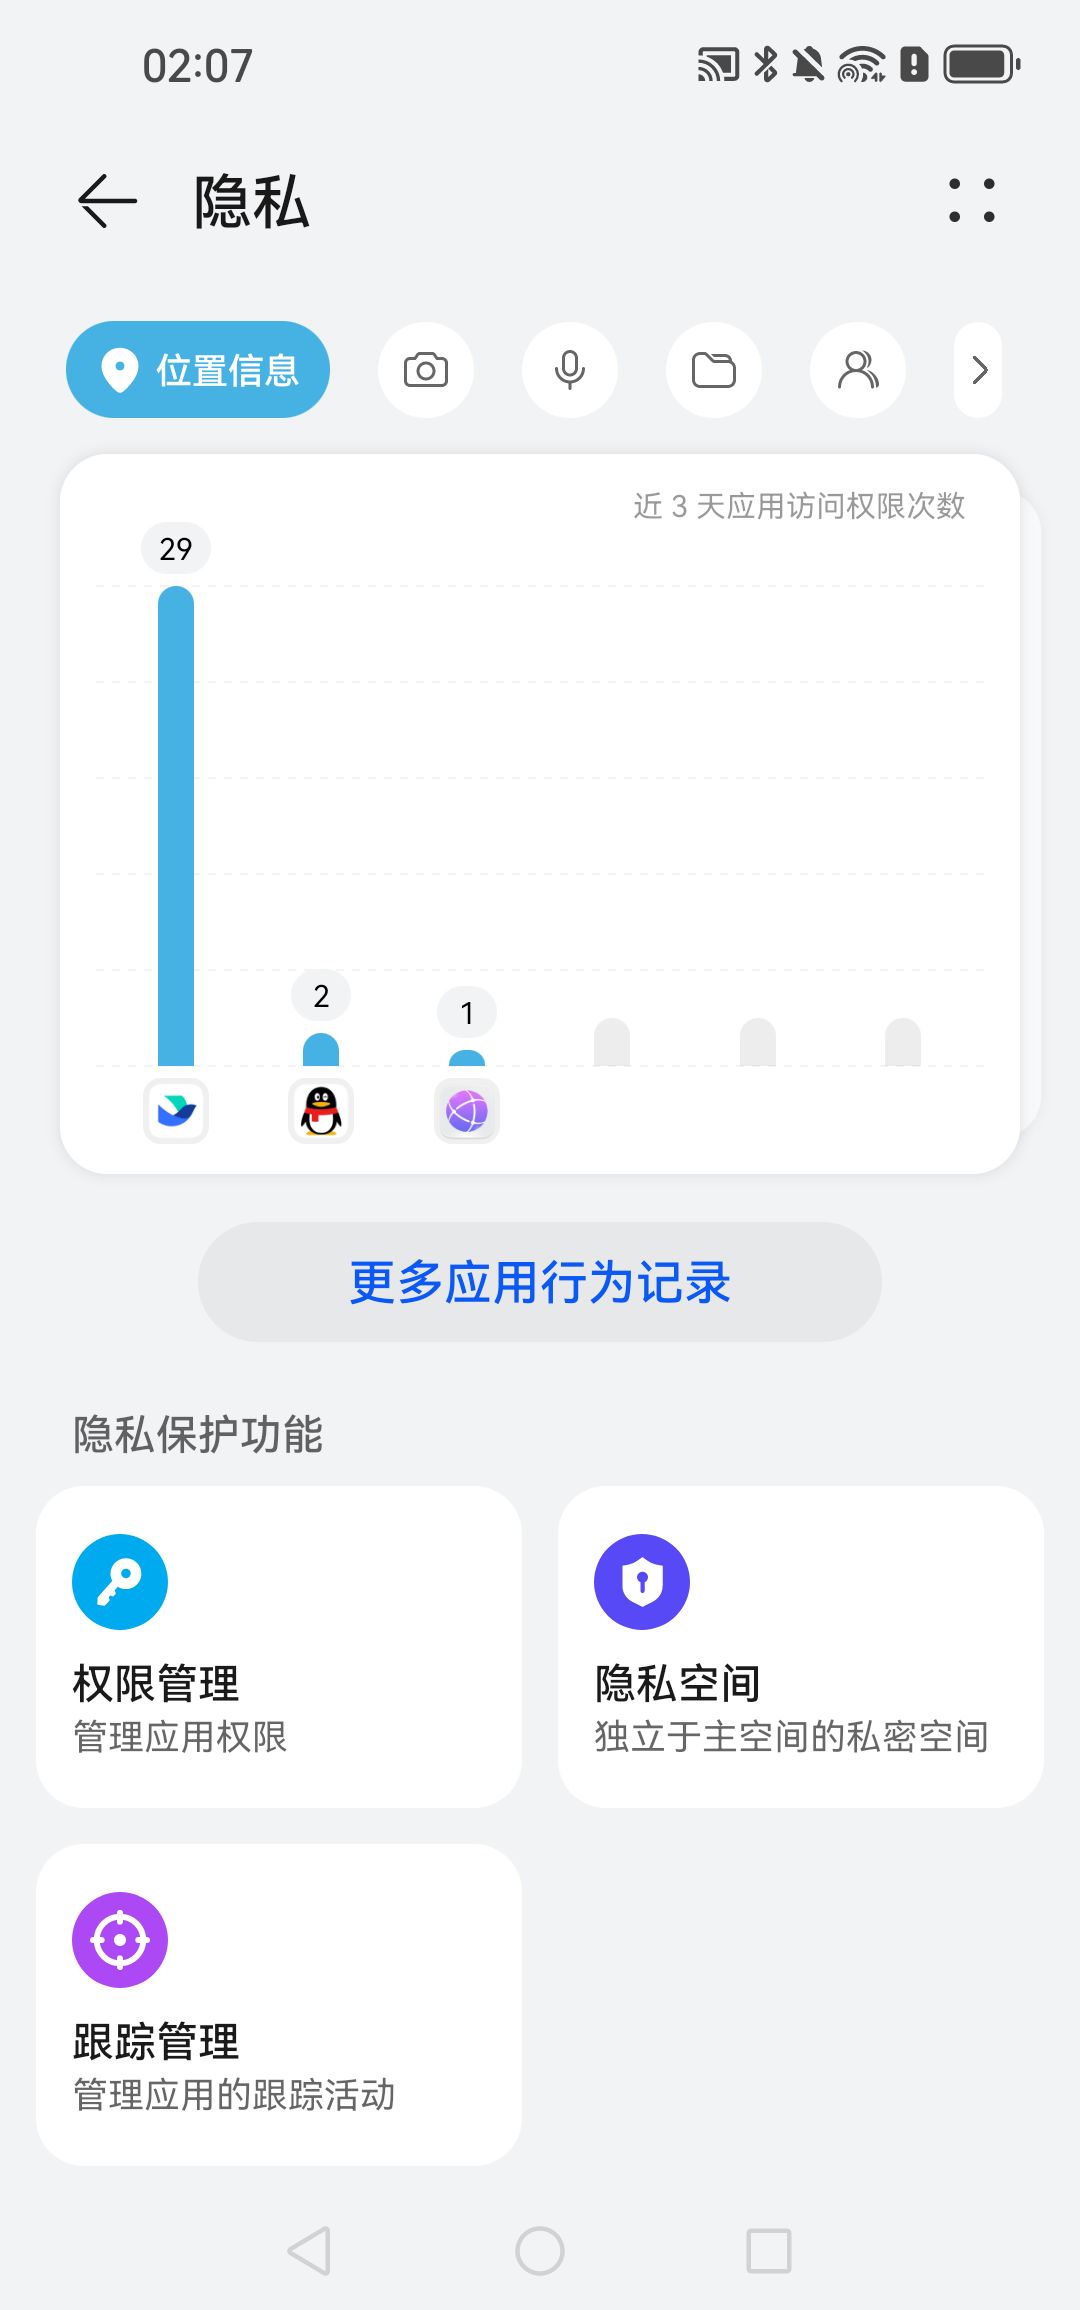 02:07
隐私
位置信息
近 3 天应用访问权限次数
29
2
1
更多应用行为记录
隐私保护功能
权限管理
管理应用权限
隐私空间
独立于主空间的私密空间
跟踪管理
管理应用的跟踪活动